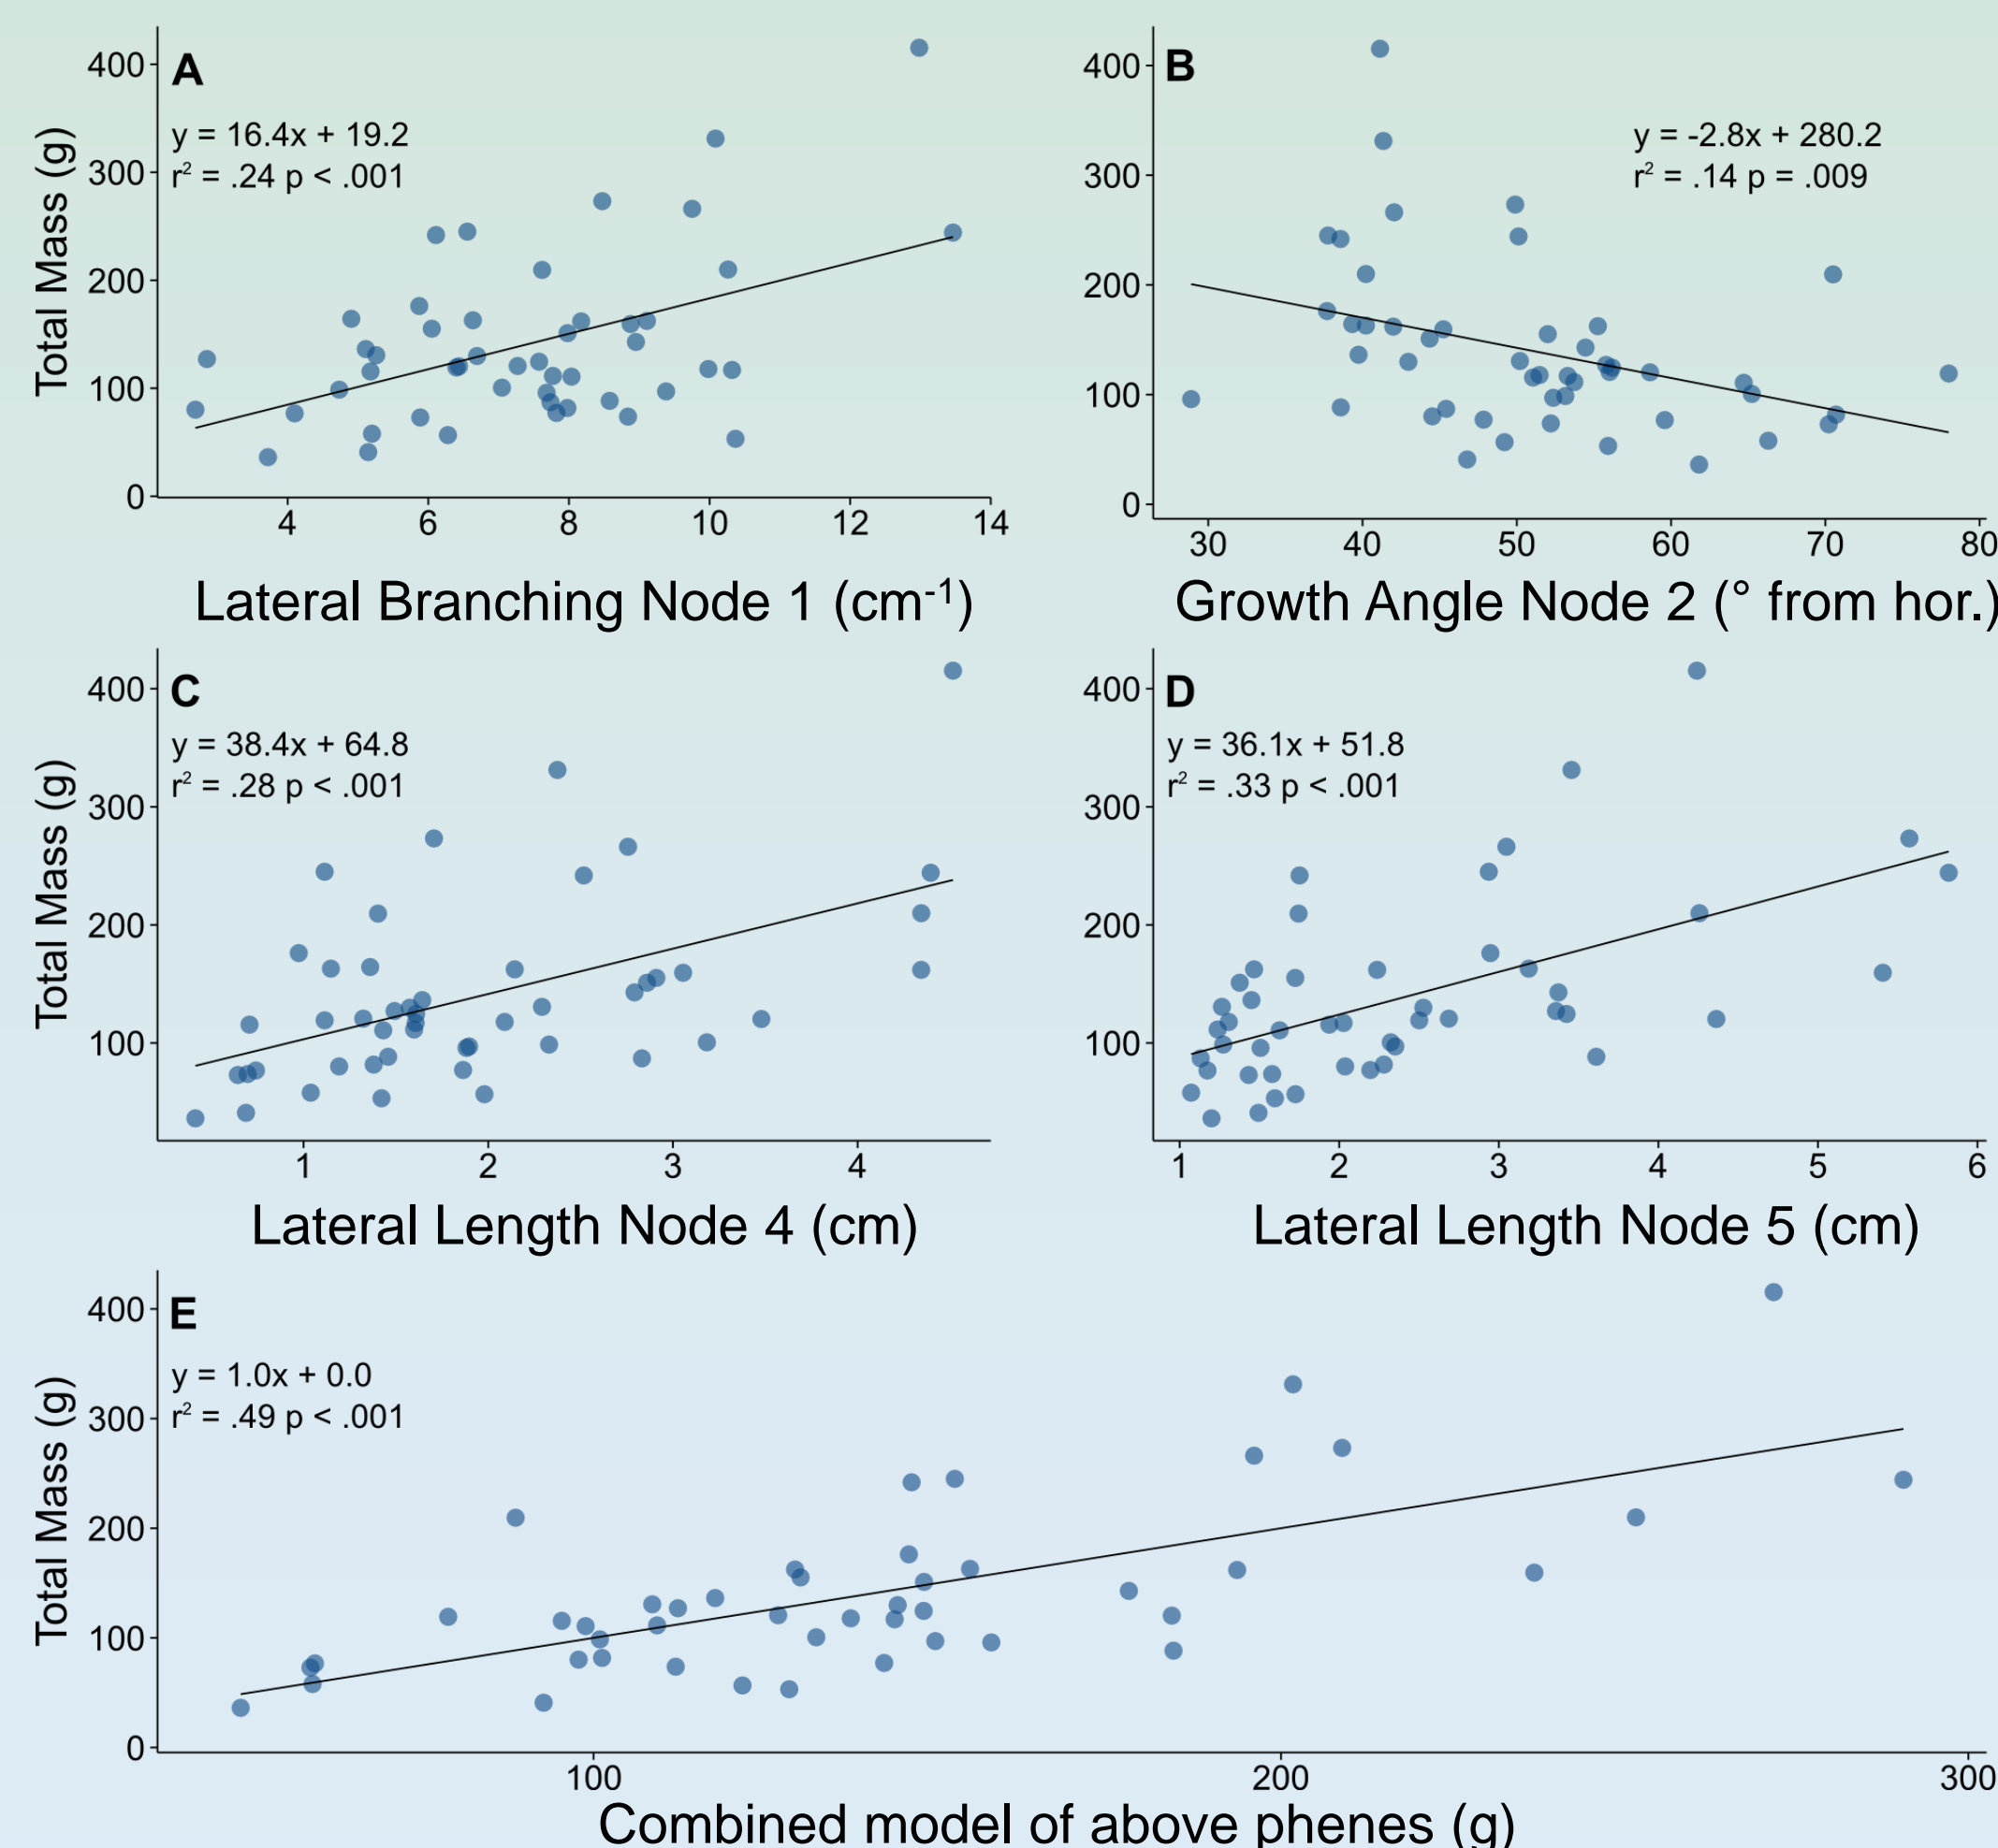 A
y = 16.4x + 19.2
r² = .24 p < .001
Total Mass (g)
400
300
200
100
0
4 6 8 10 12 14
Lateral Branching Node 1 (cm⁻¹)
B
y = -2.8x + 280.2
r² = .14 p = .009
400
300
200
100
0
30 40 50 60 70 80
Growth Angle Node 2 (° from hor.)
C
y = 38.4x + 64.8
r² = .28 p < .001
Total Mass (g)
400
300
200
100
1 2 3 4
Lateral Length Node 4 (cm)
D
y = 36.1x + 51.8
r² = .33 p < .001
400
300
200
100
1 2 3 4 5 6
Lateral Length Node 5 (cm)
E
y = 1.0x + 0.0
r² = .49 p < .001
Total Mass (g)
400
300
200
100
0
100 200 300
Combined model of above phenes (g)